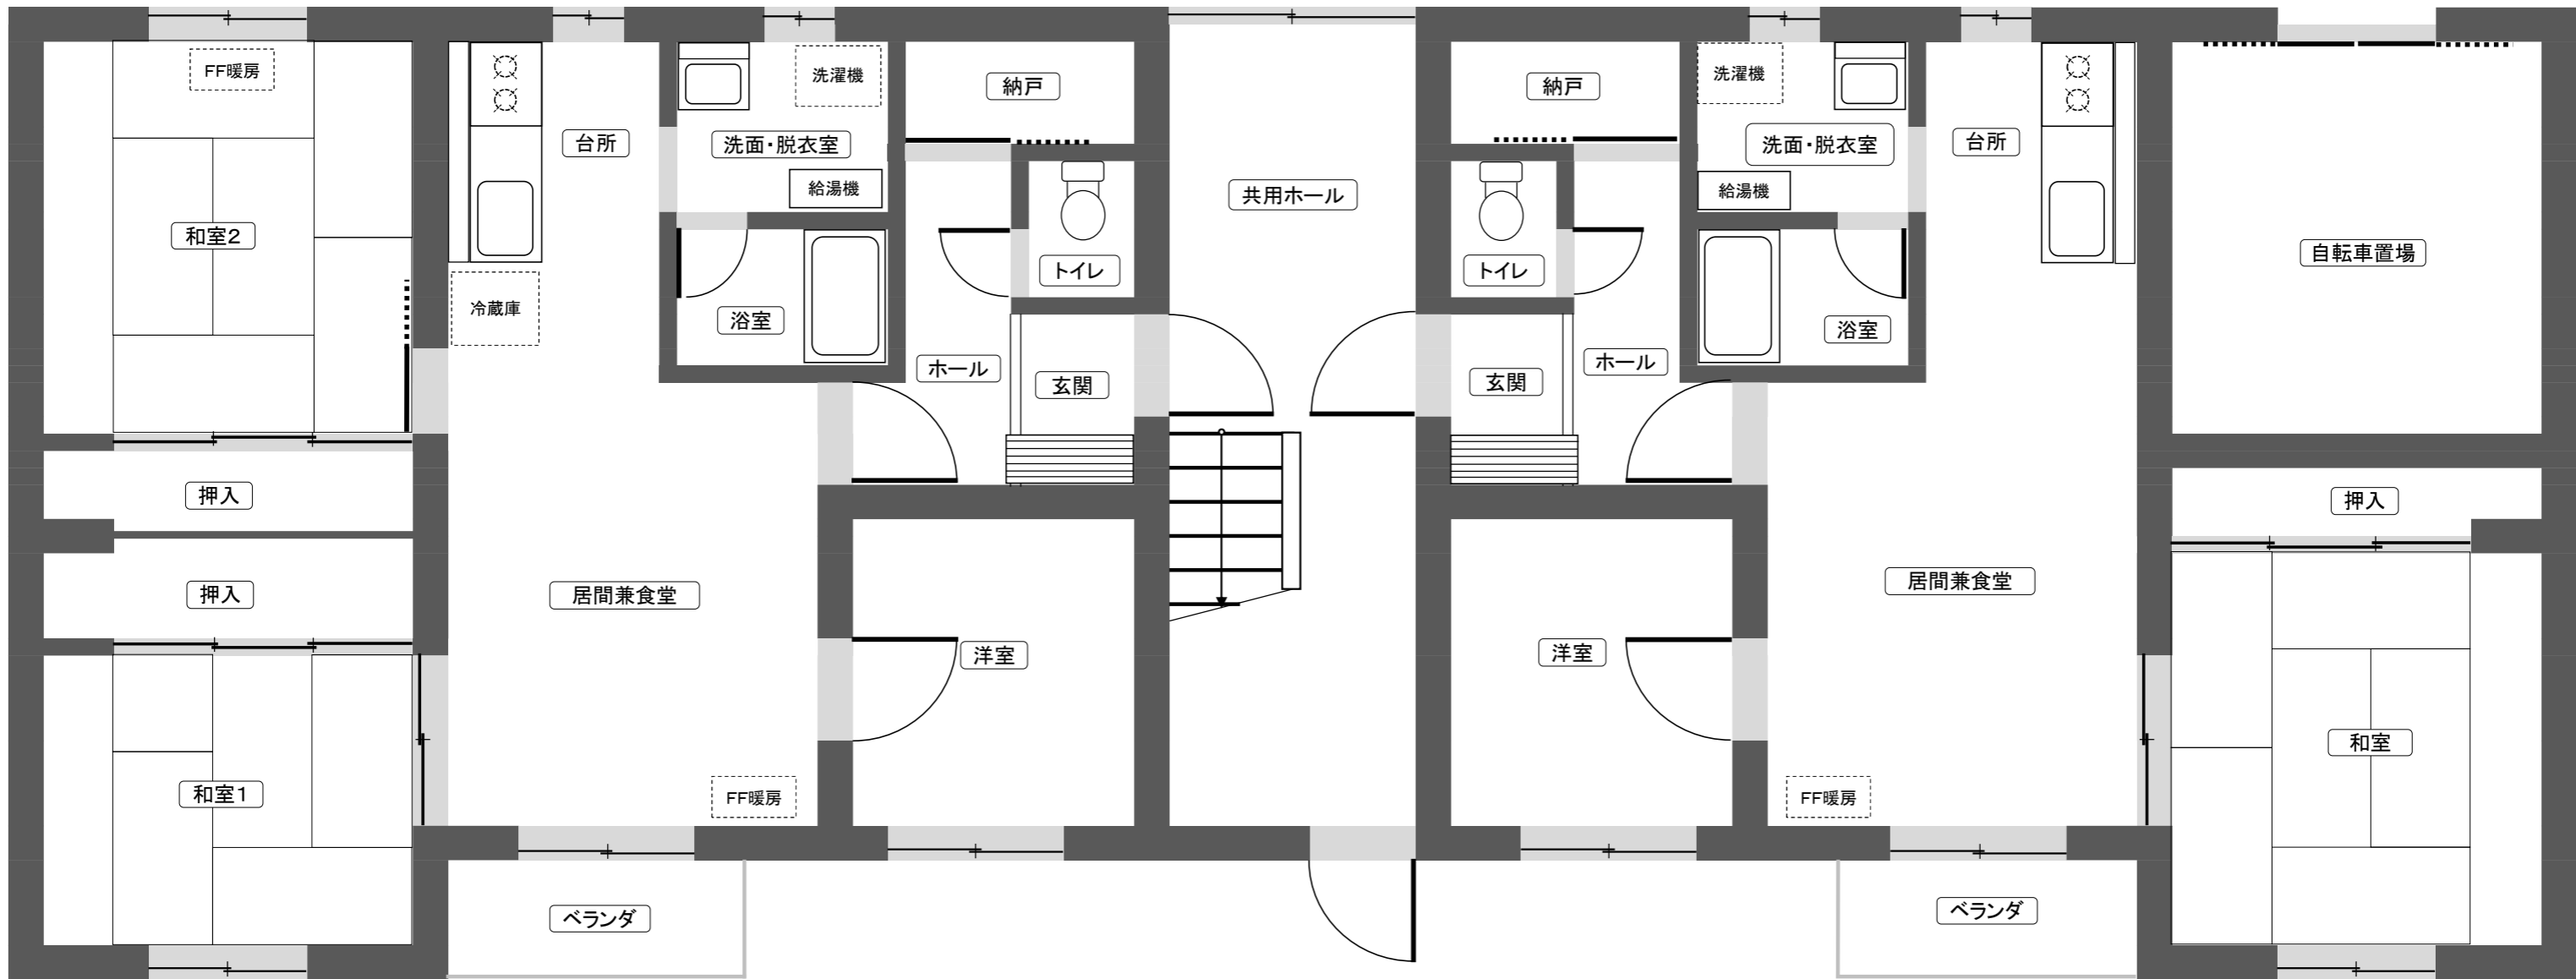 FF暖房
和室2
押入
押入
和室1
台所
冷蔵庫
洗濯機
洗面・脱衣室
給湯機
浴室
納戸
トイレ
ホール
玄関
居間兼食堂
洋室
FF暖房
ベランダ
共用ホール
納戸
トイレ
玄関
ホール
洗濯機
洗面・脱衣室
給湯機
浴室
台所
居間兼食堂
洋室
FF暖房
ベランダ
自転車置場
押入
和室